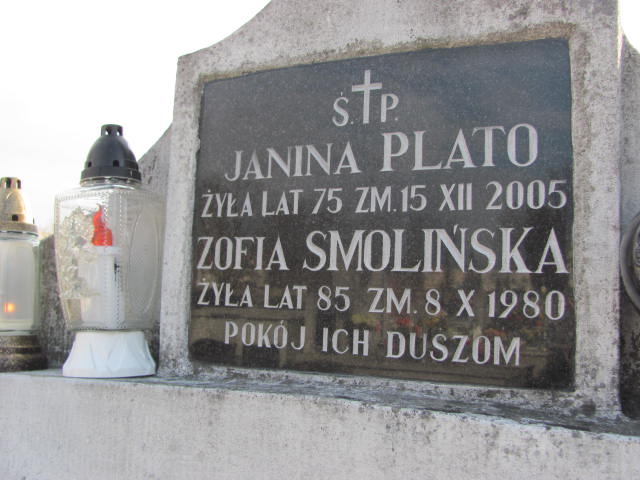 Ś. P.
JANINA PLATO
ŻYŁA LAT 75 ZM. 15 XII 2005
ZOFIA SMOLIŃSKA
ŻYŁA LAT 85 ZM. 8 X 1980
POKÓJ ICH DUSZOM